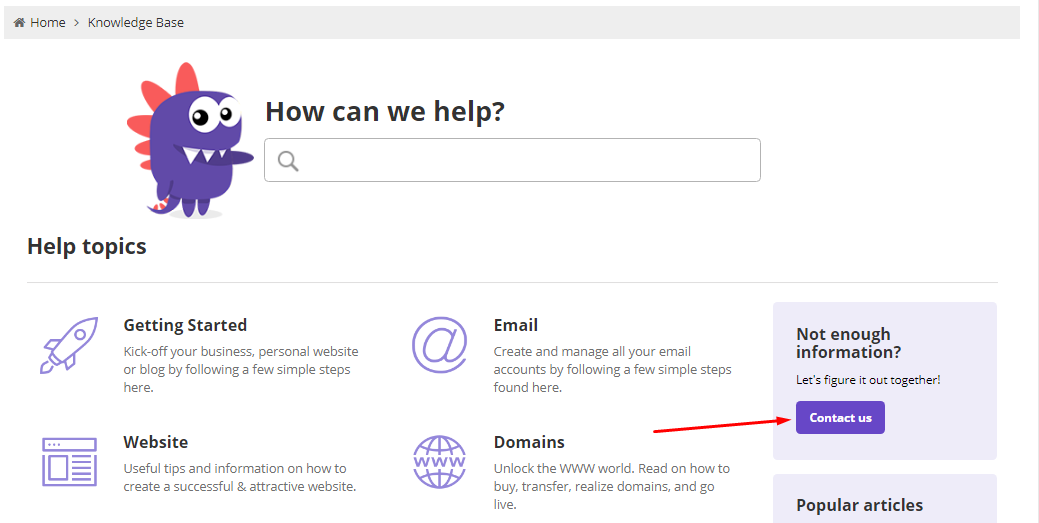 Home > Knowledge Base
How can we help?
Help topics
Getting Started
Kick-off your business, personal website
or blog by following a few simple steps
here.
Email
Create and manage all your email
accounts by following a few simple steps
found here.
Not enough
information?
Let's figure it out together!
Contact us
Website
Useful tips and information on how to
create a successful & attractive website.
WWW
Domains
Unlock the WWW world. Read on how to
buy, transfer, realize domains, and go
live.
Popular articles